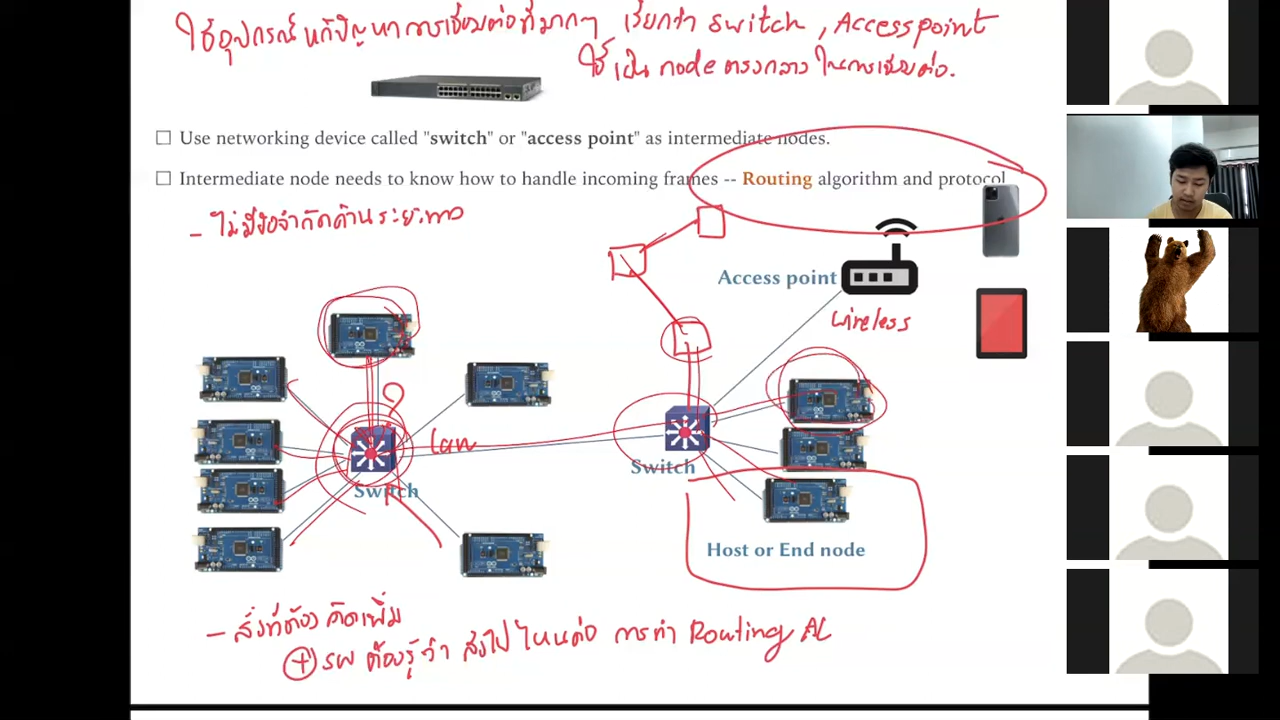 ใช้อุปกรณ์แก้ปัญหาการเชื่อมต่อที่มากๆ เรียกว่า switch , Access point
ใช้เป็น node ตรงกลางในการเชื่อมต่อ.
☐ Use networking device called "switch" or "access point" as intermediate nodes.
☐ Intermediate node needs to know how to handle incoming frames -- Routing algorithm and protocol
- ไม่มีข้อจำกัดด้านระยะทาง
Access point
wireless
?
Lan
Switch
Switch
Host or End node
- สิ่งที่ต้องคิดเพิ่ม
+ sw ต้องรู้ว่า ส่งไปไหนต่อ การทำ Routing AL